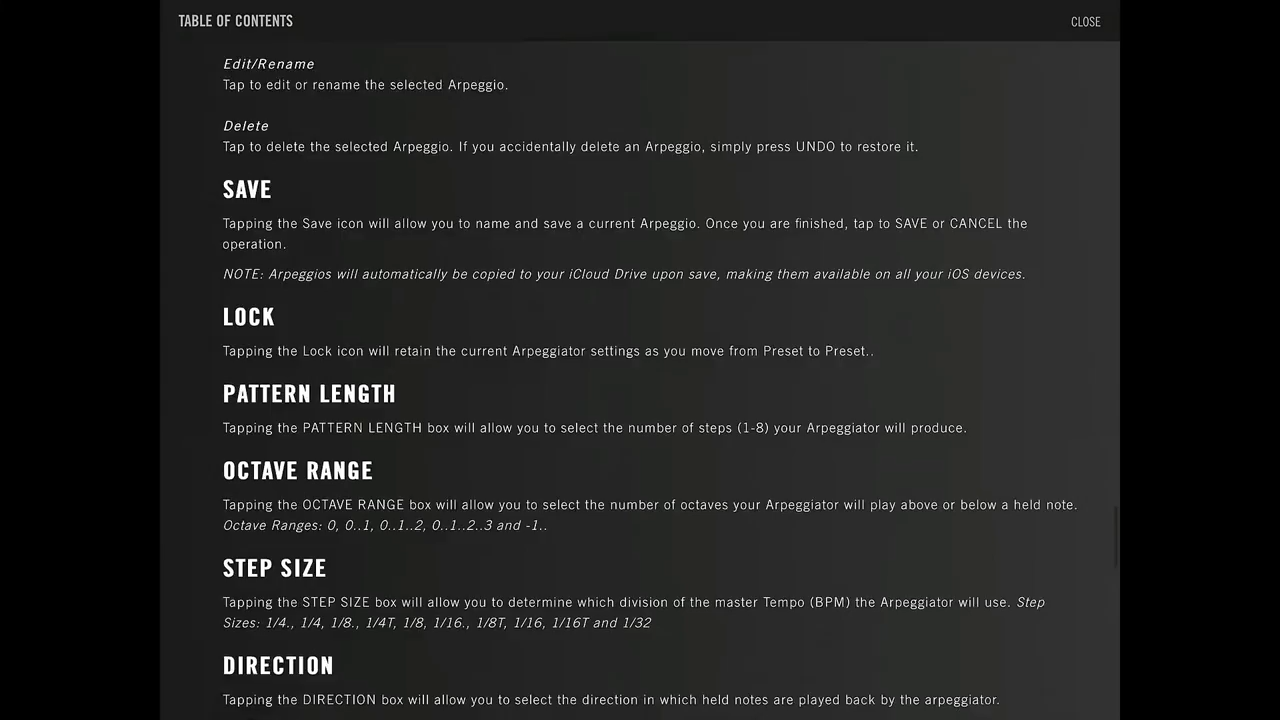 TABLE OF CONTENTS
CLOSE
Edit/Rename
Tap to edit or rename the selected Arpeggio.
Delete
Tap to delete the selected Arpeggio. If you accidentally delete an Arpeggio, simply press UNDO to restore it.
SAVE
Tapping the Save icon will allow you to name and save a current Arpeggio. Once you are finished, tap to SAVE or CANCEL the
operation.
NOTE: Arpeggios will automatically be copied to your iCloud Drive upon save, making them available on all your iOS devices.
LOCK
Tapping the Lock icon will retain the current Arpeggiator settings as you move from Preset to Preset..
PATTERN LENGTH
Tapping the PATTERN LENGTH box will allow you to select the number of steps (1-8) your Arpeggiator will produce.
OCTAVE RANGE
Tapping the OCTAVE RANGE box will allow you to select the number of octaves your Arpeggiator will play above or below a held note.
Octave Ranges: 0, 0..1, 0..1..2, 0..1..2..3 and -1..
STEP SIZE
Tapping the STEP SIZE box will allow you to determine which division of the master Tempo (BPM) the Arpeggiator will use. Step
Sizes: 1/4., 1/4, 1/8., 1/4T, 1/8, 1/16., 1/8T, 1/16, 1/16T and 1/32
DIRECTION
Tapping the DIRECTION box will allow you to select the direction in which held notes are played back by the arpeggiator.